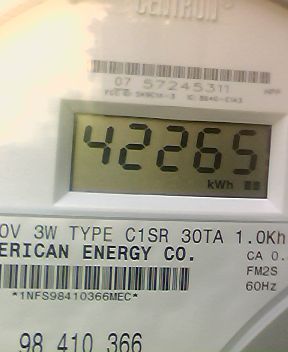 CENTRON®
07 57245311
42265
kWh
0V 3W TYPE C1SR 30TA 1.0Kh
ERICAN ENERGY CO.
CA 0.
FM2S
*1NFS98410366MEC*
60Hz
98 410 366